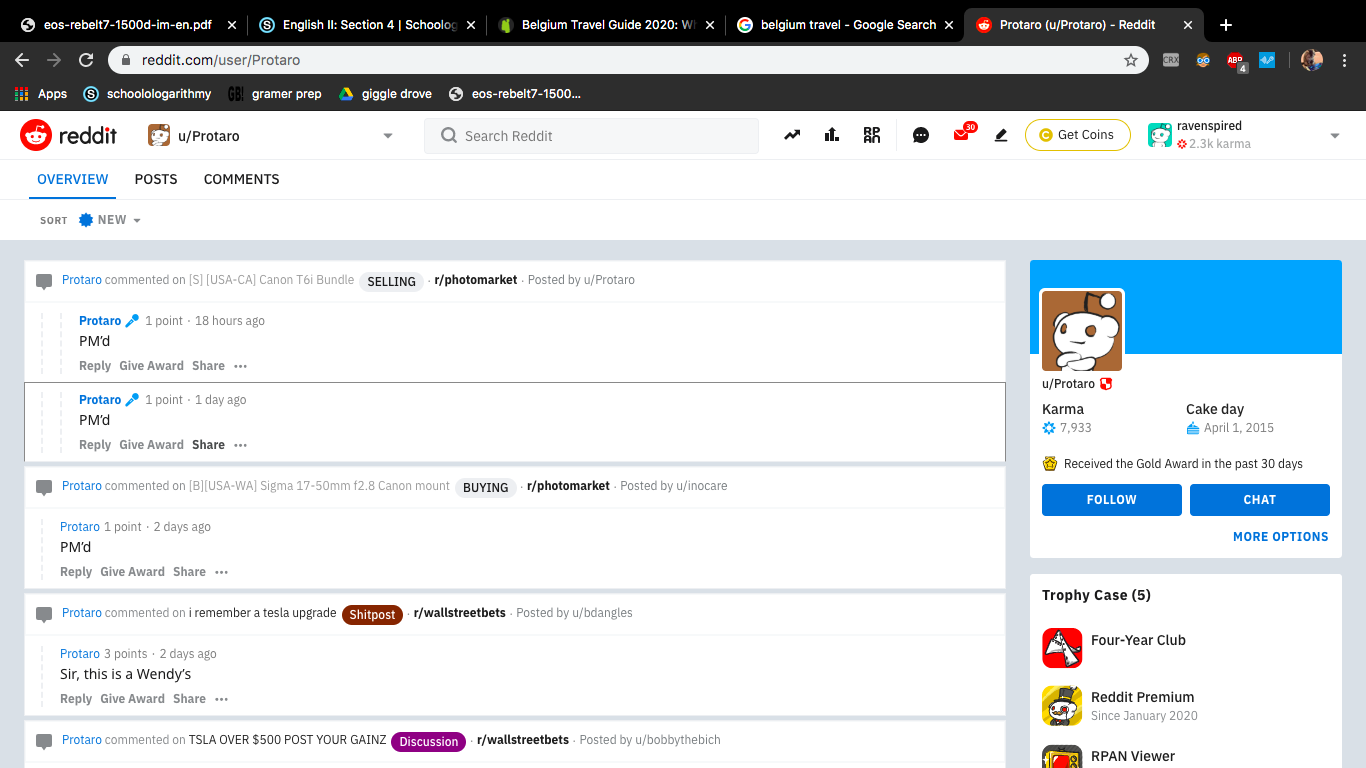 eos-rebelt7-1500d-im-en.pdf
English II: Section 4 | Schoolog
Belgium Travel Guide 2020: Wh
belgium travel - Google Search
Protaro (u/Protaro) - Reddit
reddit.com/user/Protaro
CRX
ABP
4
Apps
schoolologarithmy
GB!
gramer prep
giggle drove
eos-rebelt7-1500...
reddit
u/Protaro
Search Reddit
30
Get Coins
ravenspired
2.3k karma
OVERVIEW
POSTS
COMMENTS
SORT
NEW
Protaro commented on [S] [USA-CA] Canon T6i Bundle SELLING · r/photomarket · Posted by u/Protaro
Protaro 1 point · 18 hours ago
PM'd
Reply Give Award Share ···
Protaro 1 point · 1 day ago
PM'd
Reply Give Award Share ···
Protaro commented on [B][USA-WA] Sigma 17-50mm f2.8 Canon mount BUYING · r/photomarket · Posted by u/inocare
Protaro 1 point · 2 days ago
PM'd
Reply Give Award Share ···
Protaro commented on i remember a tesla upgrade Shitpost · r/wallstreetbets · Posted by u/bdangles
Protaro 3 points · 2 days ago
Sir, this is a Wendy's
Reply Give Award Share ···
Protaro commented on TSLA OVER $500 POST YOUR GAINZ Discussion · r/wallstreetbets · Posted by u/bobbythebich
u/Protaro
Karma
7,933
Cake day
April 1, 2015
Received the Gold Award in the past 30 days
FOLLOW
CHAT
MORE OPTIONS
Trophy Case (5)
Four-Year Club
Reddit Premium
Since January 2020
RPAN Viewer